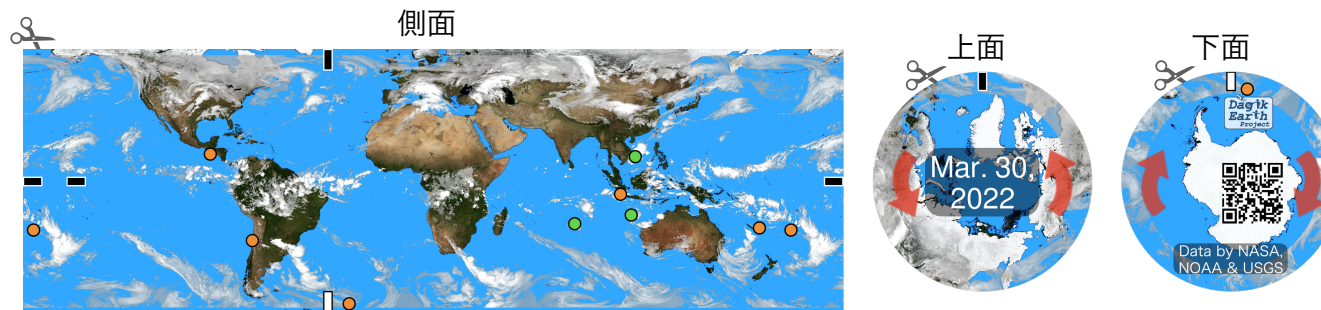 側面
上面
下面
Mar. 30,
2022
Dagik
Earth
Project
Data by NASA,
NOAA & USGS